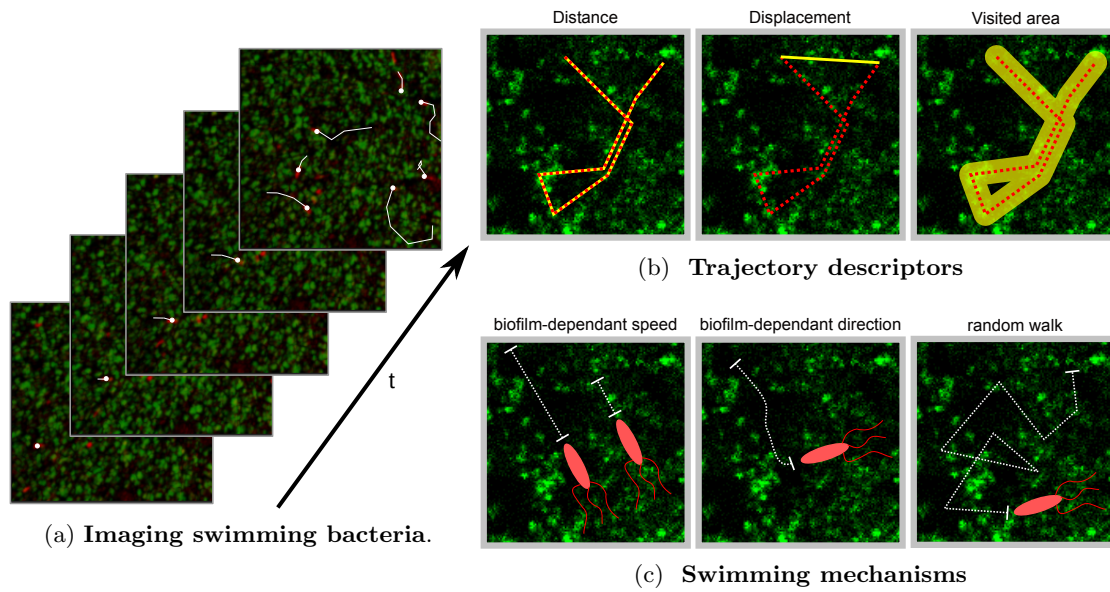 t
(a) Imaging swimming bacteria.
Distance
Displacement
Visited area
(b) Trajectory descriptors
biofilm-dependant speed
biofilm-dependant direction
random walk
(c) Swimming mechanisms